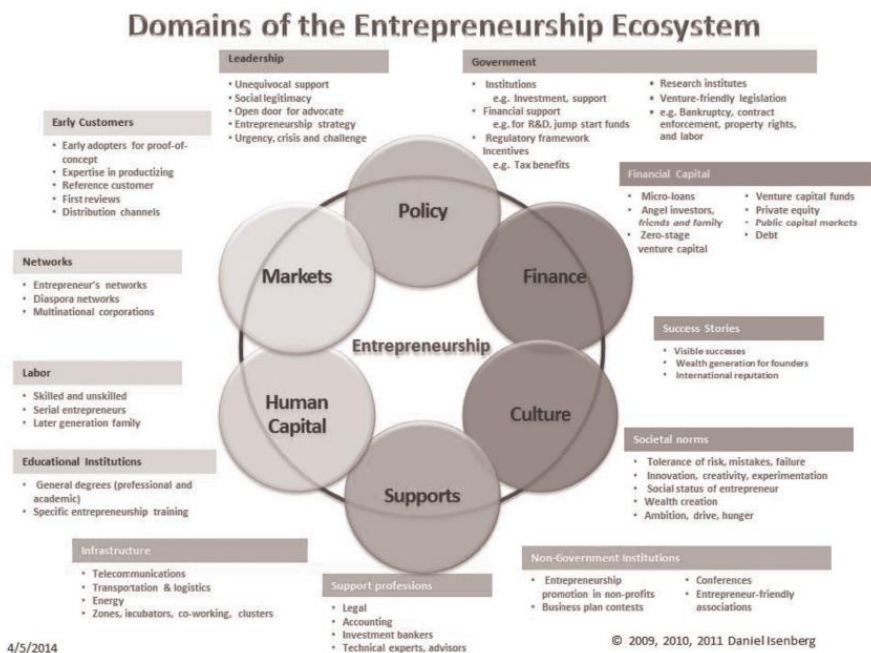 Domains of the Entrepreneurship Ecosystem
Leadership
• Unequivocal support
• Social legitimacy
• Open door for advocate
• Entrepreneurship strategy
• Urgency, crisis and challenge
Government
• Institutions
e.g. Investment, support
• Financial support
e.g. for R&D, jump start funds
• Regulatory framework
Incentives
e.g. Tax benefits
• Research institutes
• Venture-friendly legislation
• e.g. Bankruptcy, contract
enforcement, property rights,
and labor
Early Customers
• Early adopters for proof-of-
concept
• Expertise in productizing
• Reference customer
• First reviews
• Distribution channels
Financial Capital
• Micro-loans
• Angel investors,
friends and family
• Zero-stage
venture capital
• Venture capital funds
• Private equity
• Public capital markets
• Debt
Policy
Markets
Finance
Entrepreneurship
Human
Capital
Culture
Supports
Networks
• Entrepreneur's networks
• Diaspora networks
• Multinational corporations
Success Stories
• Visible successes
• Wealth generation for founders
• International reputation
Labor
• Skilled and unskilled
• Serial entrepreneurs
• Later generation family
Societal norms
• Tolerance of risk, mistakes, failure
• Innovation, creativity, experimentation
• Social status of entrepreneur
• Wealth creation
• Ambition, drive, hunger
Educational Institutions
• General degrees (professional and
academic)
• Specific entrepreneurship training
Infrastructure
• Telecommunications
• Transportation & logistics
• Energy
• Zones, incubators, co-working, clusters
Support professions
• Legal
• Accounting
• Investment bankers
• Technical experts, advisors
Non-Government Institutions
• Entrepreneurship
promotion in non-profits
• Business plan contests
• Conferences
• Entrepreneur-friendly
associations
4/5/2014
© 2009, 2010, 2011 Daniel Isenberg